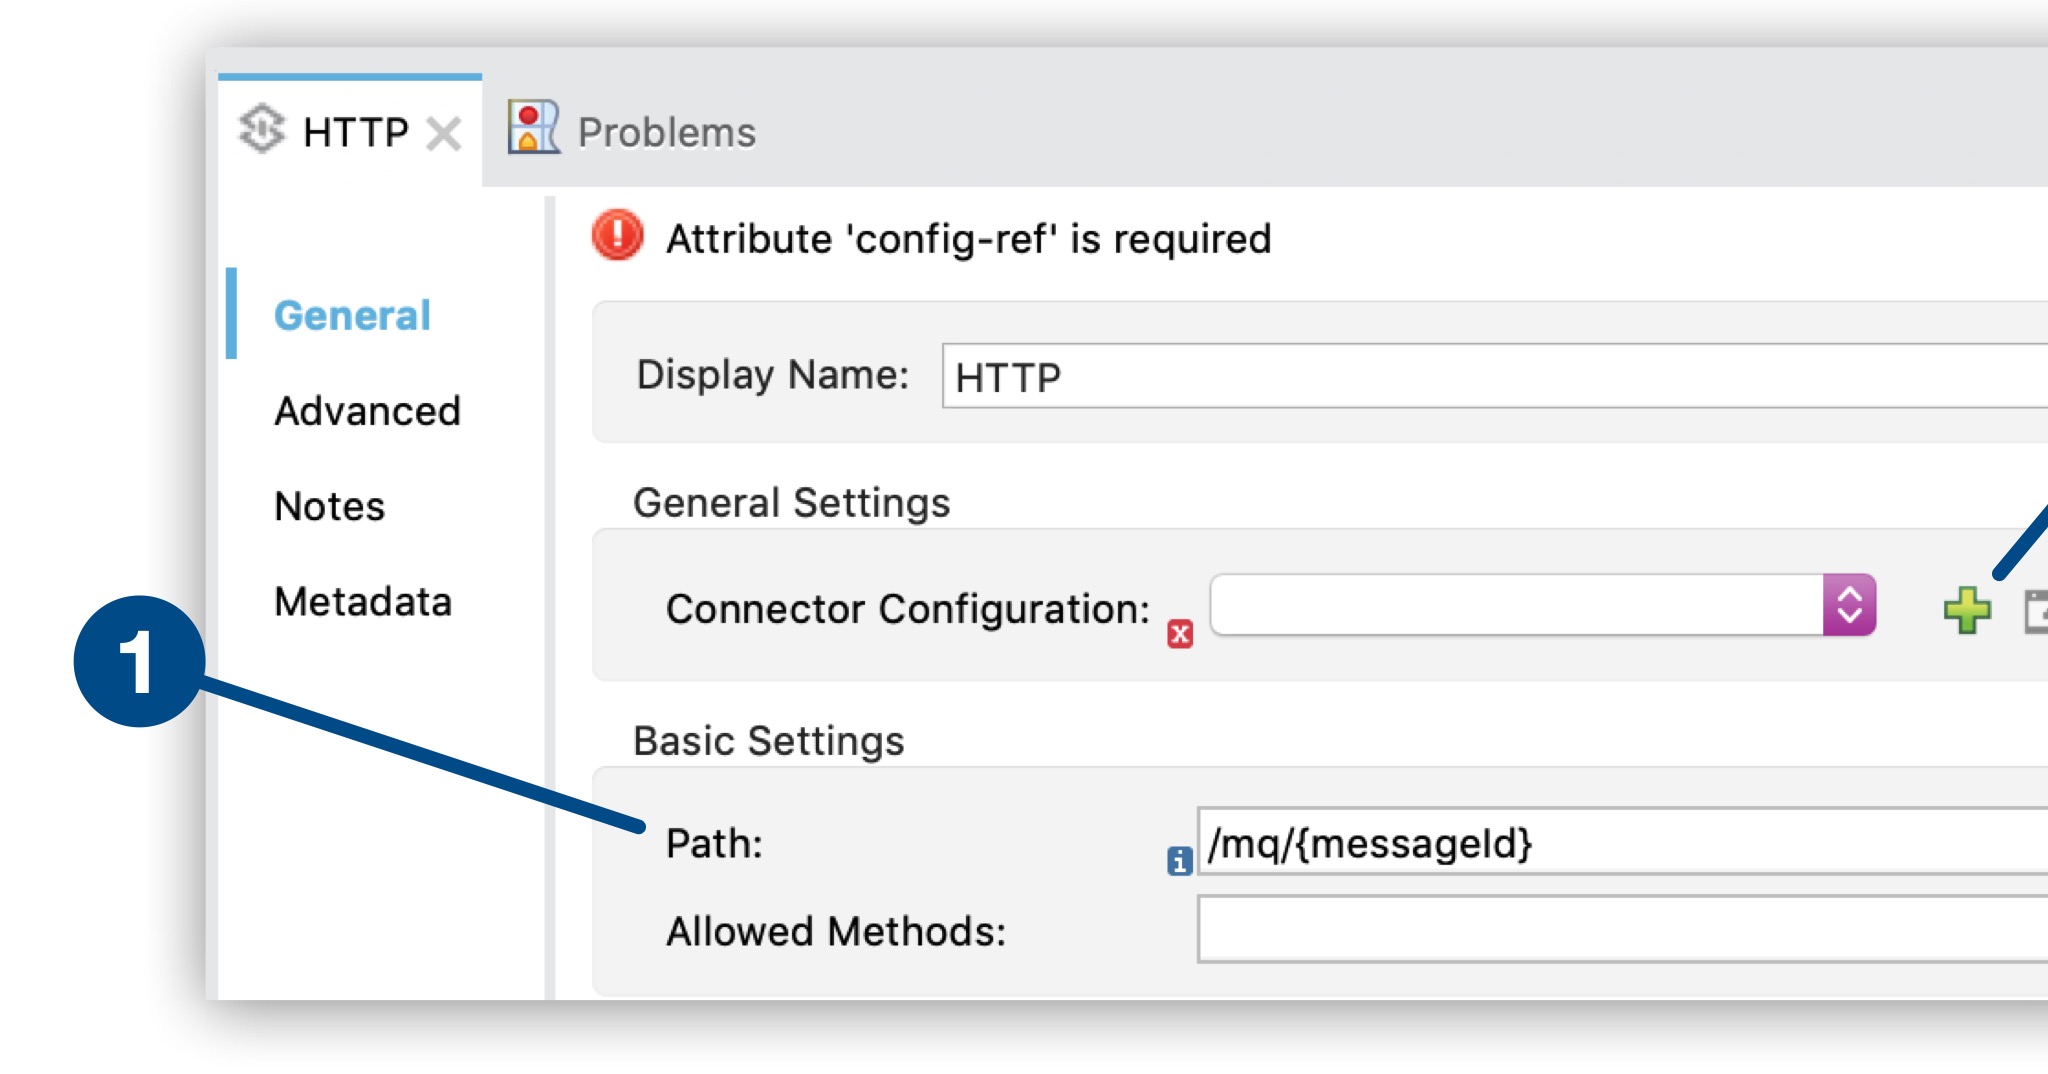 HTTP
Problems
Attribute 'config-ref' is required
General
Display Name: HTTP
Advanced
General Settings
Notes
Connector Configuration:
Metadata
1
Basic Settings
Path: /mq/{messageId}
Allowed Methods: